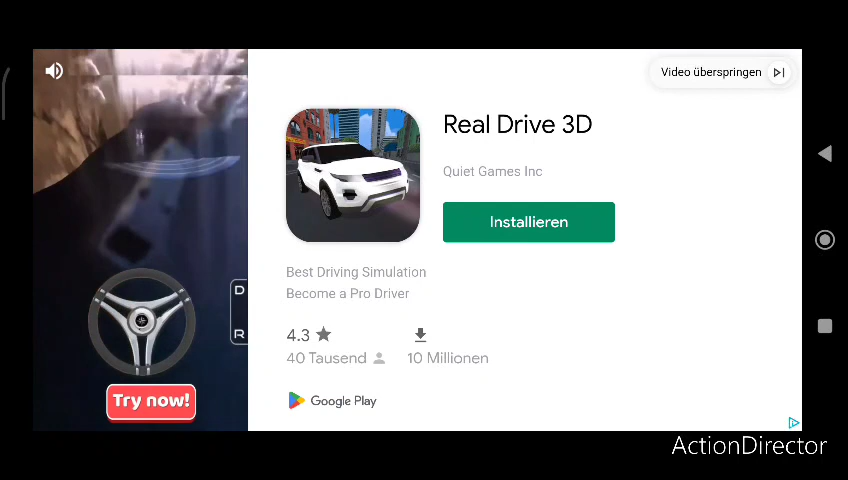 Video überspringen
Real Drive 3D
Quiet Games Inc
Installieren
Best Driving Simulation
Become a Pro Driver
D
R
4.3
40 Tausend
10 Millionen
Try now!
Google Play
ActionDirector